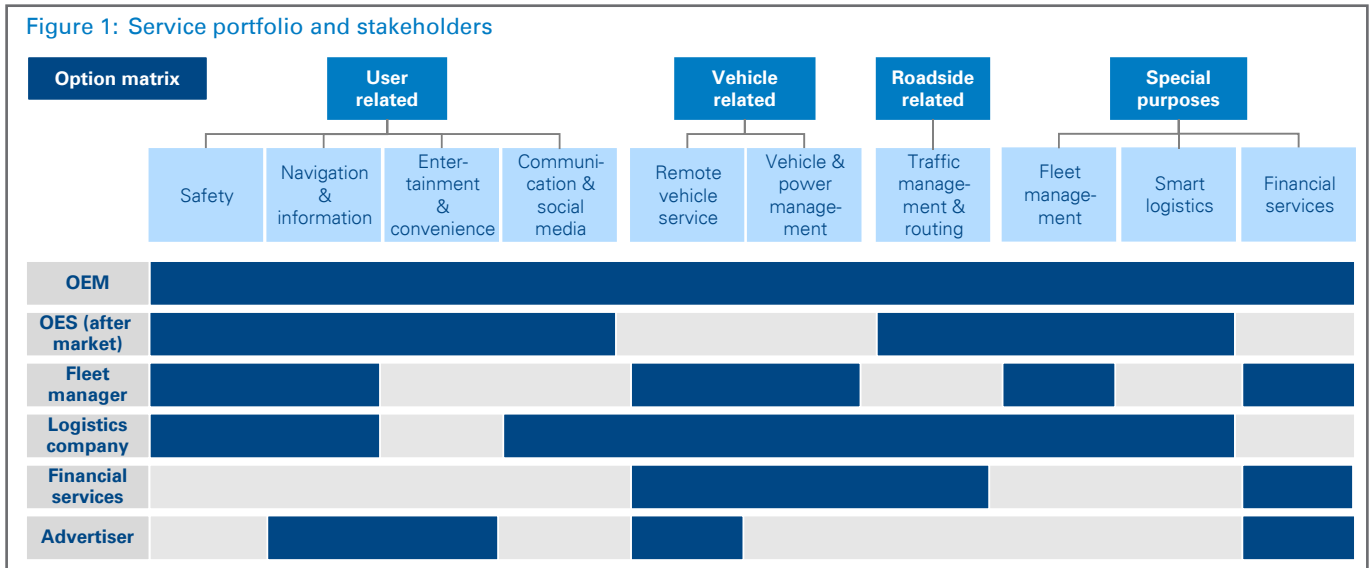 Figure 1: Service portfolio and stakeholders
Option matrix
User
related
Vehicle
related
Roadside
related
Special
purposes
Safety
Navigation
&
information
Enter-
tainment
&
convenience
Communi-
cation &
social
media
Remote
vehicle
service
Vehicle &
power
manage-
ment
Traffic
manage-
ment &
routing
Fleet
manage-
ment
Smart
logistics
Financial
services
OEM
OES (after
market)
Fleet
manager
Logistics
company
Financial
services
Advertiser